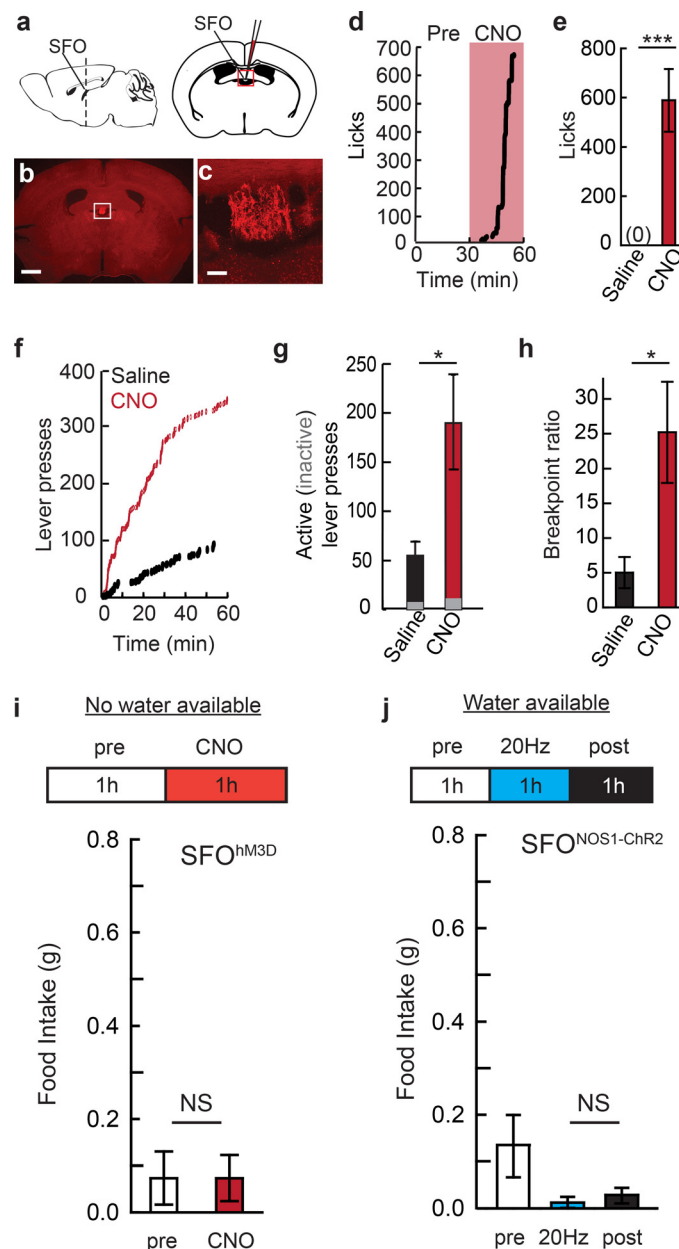 a
SFO
SFO
b
c
d
Pre CNO
Licks
700
600
500
400
300
200
100
0
0 30 60
Time (min)
e
***
Licks
800
600
400
200
0
(0)
Saline
CNO
f
Saline
CNO
Lever presses
400
300
200
100
0
0 20 40 60
Time (min)
g
*
Active (inactive)
lever presses
250
200
150
100
50
0
Saline
CNO
h
*
Breakpoint ratio
30
25
20
15
10
5
0
Saline
CNO
i
No water available
pre CNO
1h 1h
SFO^hM3D
Food Intake (g)
0.8
0.6
0.4
0.2
0.0
NS
pre CNO
j
Water available
pre 20Hz post
1h 1h 1h
SFO^NOS1-ChR2
Food Intake (g)
0.8
0.6
0.4
0.2
0.0
NS
pre 20Hz post